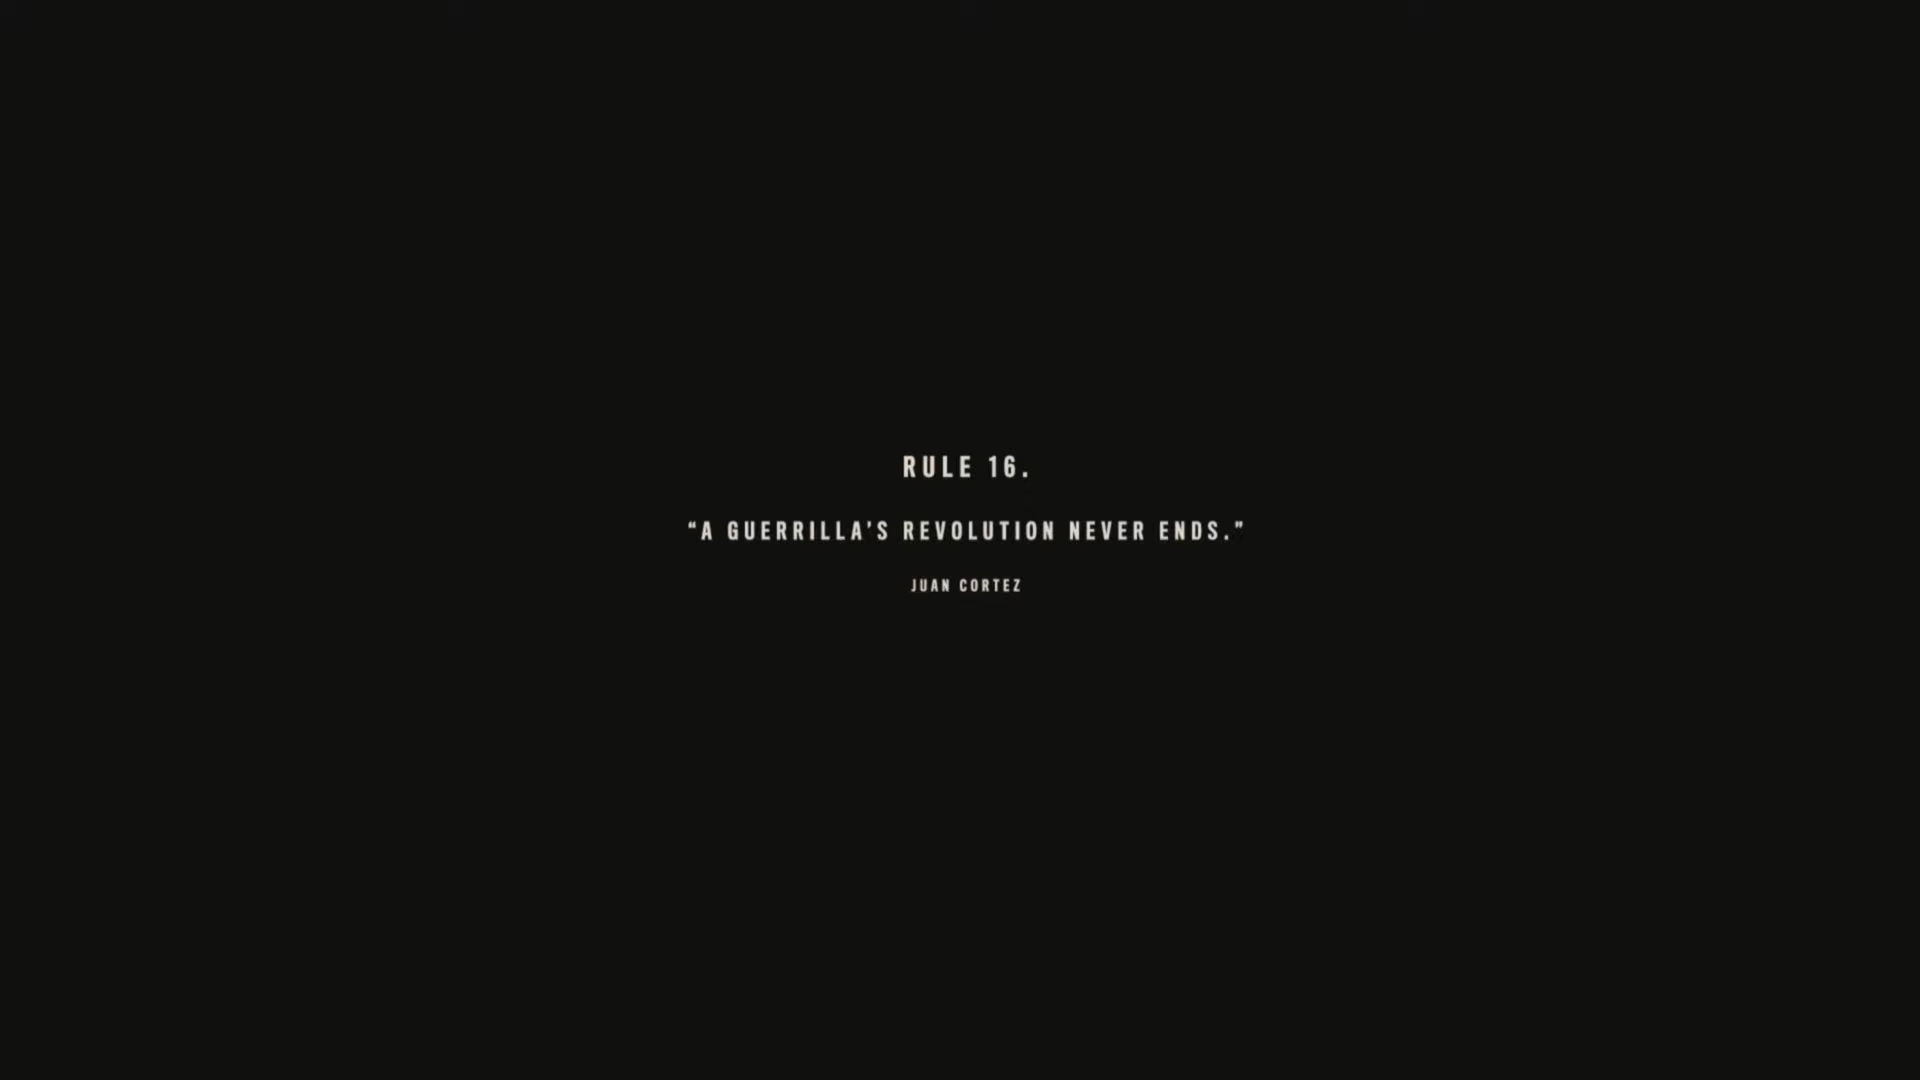 RULE 16.
“A GUERRILLA’S REVOLUTION NEVER ENDS.”
JUAN CORTEZ